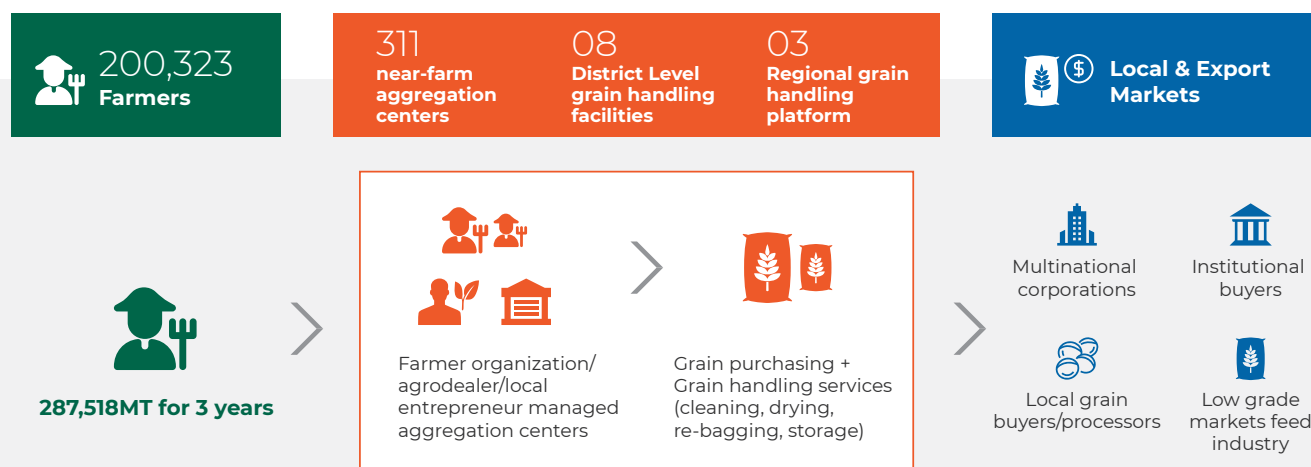 200,323
Farmers
311
near-farm
aggregation
centers
08
District Level
grain handling
facilities
03
Regional grain
handling
platform
$
Local & Export
Markets
287,518MT for 3 years
Farmer organization/
agrodealer/local
entrepreneur managed
aggregation centers
Grain purchasing +
Grain handling services
(cleaning, drying,
re-bagging, storage)
Multinational
corporations
Institutional
buyers
Local grain
buyers/processors
Low grade
markets feed
industry